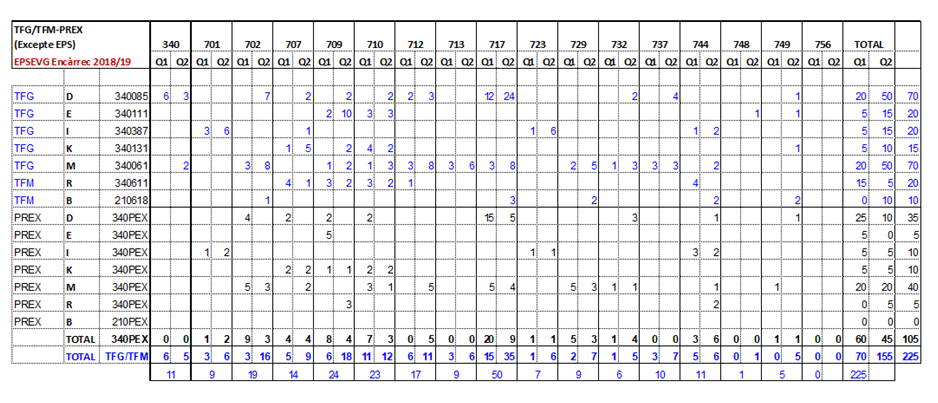 TFG/TFM-PREX
(Excepte EPS) 340 701 702 707 709 710 712 713 717 723 729 732 737 744 748 749 756 TOTAL
EPSEVG Encàrrec 2018/19 Q1 Q2 Q1 Q2 Q1 Q2 Q1 Q2 Q1 Q2 Q1 Q2 Q1 Q2 Q1 Q2 Q1 Q2 Q1 Q2 Q1 Q2 Q1 Q2 Q1 Q2 Q1 Q2 Q1 Q2 Q1 Q2 Q1 Q2 Q1 Q2
TFG D 340085 6 3 7 2 2 2 2 3 12 24 2 4 1 20 50 70
TFG E 340111 2 10 3 3 1 1 5 15 20
TFG I 340387 3 6 1 1 6 1 2 5 15 20
TFG K 340131 1 5 2 4 2 1 5 10 15
TFG M 340061 2 3 8 1 2 1 3 3 8 3 6 3 8 2 5 1 3 3 3 2 20 50 70
TFM R 340611 4 1 3 2 3 2 1 4 15 5 20
TFM B 210618 1 3 2 2 2 0 10 10
PREX D 340PEX 4 2 2 2 15 5 3 1 1 25 10 35
PREX E 340PEX 5 5 0 5
PREX I 340PEX 1 2 1 1 3 2 5 5 10
PREX K 340PEX 2 2 1 1 2 2 5 5 10
PREX M 340PEX 5 3 2 3 1 5 5 4 5 3 1 1 1 20 20 40
PREX R 340PEX 3 2 0 5 5
PREX B 210PEX 0 0 0
TOTAL 340PEX 0 0 1 2 9 3 4 4 8 4 7 3 0 5 0 0 20 9 1 1 5 3 1 4 0 0 3 6 0 0 1 1 0 0 60 45 105
TOTAL TFG/TFM 6 5 3 6 3 16 5 9 6 18 11 12 6 11 3 6 15 35 1 6 2 7 1 5 3 7 5 6 0 1 0 5 0 0 70 155 225
11 9 19 14 24 23 17 9 50 7 9 6 10 11 1 5 0 225